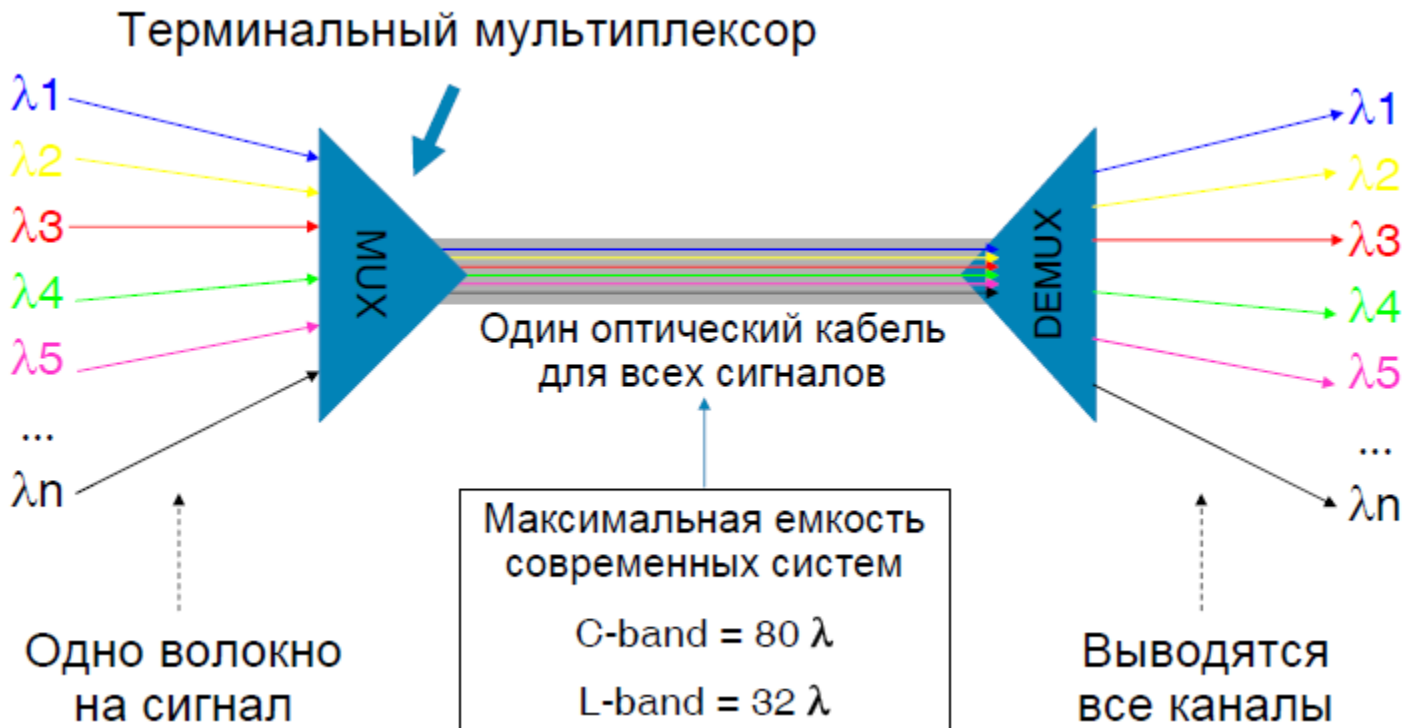 Терминальный мультиплексор
λ1
λ2
λ3
λ4
λ5
...
λn
MUX
Один оптический кабель
для всех сигналов
DEMUX
λ1
λ2
λ3
λ4
λ5
...
λn
Одно волокно
на сигнал
Максимальная емкость
современных систем
C-band = 80 λ
L-band = 32 λ
Выводятся
все каналы